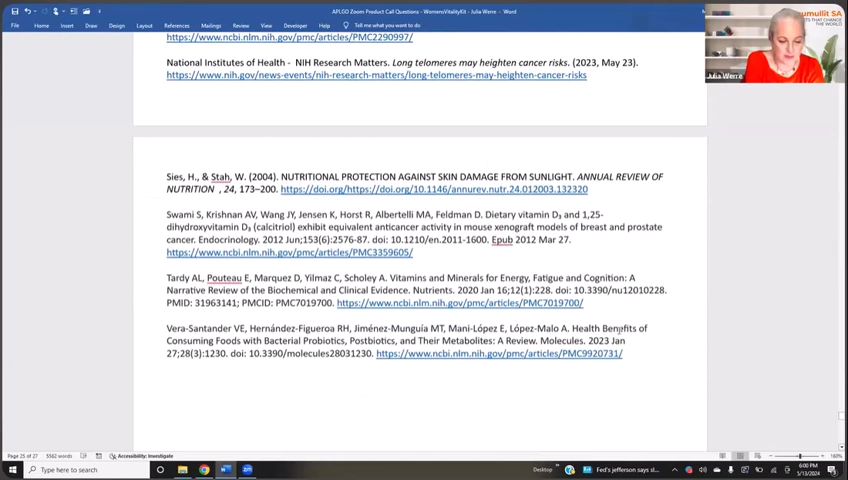 APLGO Zoom Product Call Questions - WomensVitalityKit - Julia Werre - Word
File Home Insert Draw Design Layout References Mailings Review View Developer Help Tell me what you want to do
https://www.ncbi.nlm.nih.gov/pmc/articles/PMC2290997/
National Institutes of Health - NIH Research Matters. Long telomeres may heighten cancer risks. (2023, May 23).
https://www.nih.gov/news-events/nih-research-matters/long-telomeres-may-heighten-cancer-risks
Julia Werre
Sies, H., & Stah, W. (2004). NUTRITIONAL PROTECTION AGAINST SKIN DAMAGE FROM SUNLIGHT. ANNUAL REVIEW OF
NUTRITION , 24, 173–200. https://doi.org/https://doi.org/10.1146/annurev.nutr.24.012003.132320
Swami S, Krishnan AV, Wang JY, Jensen K, Horst R, Albertelli MA, Feldman D. Dietary vitamin D₃ and 1,25-
dihydroxyvitamin D₃ (calcitriol) exhibit equivalent anticancer activity in mouse xenograft models of breast and prostate
cancer. Endocrinology. 2012 Jun;153(6):2576-87. doi: 10.1210/en.2011-1600. Epub 2012 Mar 27.
https://www.ncbi.nlm.nih.gov/pmc/articles/PMC3359605/
Tardy AL, Pouteau E, Marquez D, Yilmaz C, Scholey A. Vitamins and Minerals for Energy, Fatigue and Cognition: A
Narrative Review of the Biochemical and Clinical Evidence. Nutrients. 2020 Jan 16;12(1):228. doi: 10.3390/nu12010228.
PMID: 31963141; PMCID: PMC7019700. https://www.ncbi.nlm.nih.gov/pmc/articles/PMC7019700/
Vera-Santander VE, Hernández-Figueroa RH, Jiménez-Munguía MT, Mani-López E, López-Malo A. Health Benefits of
Consuming Foods with Bacterial Probiotics, Postbiotics, and Their Metabolites: A Review. Molecules. 2023 Jan
27;28(3):1230. doi: 10.3390/molecules28031230. https://www.ncbi.nlm.nih.gov/pmc/articles/PMC9920731/
Page 25 of 27 5562 words Accessibility: Investigate 160%
Type here to search Desktop Fed's jefferson says sl... 6:00 PM
5/13/2024